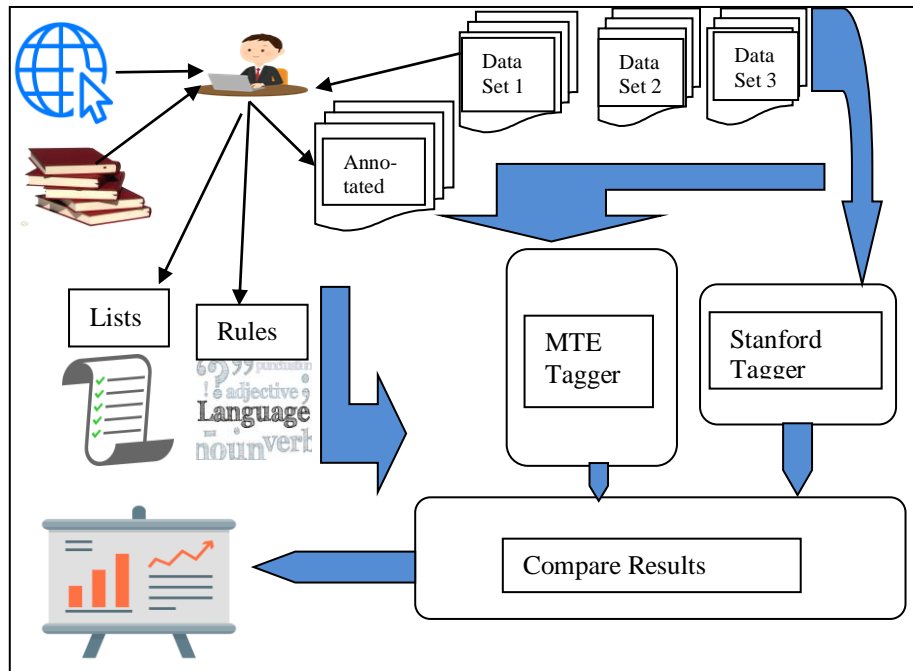 Data
Set 1
Data
Set 2
Data
Set 3
Anno-
tated
Lists
Rules
MTE
Tagger
Stanford
Tagger
punctuation
adjective
Language
noun verb
Compare Results